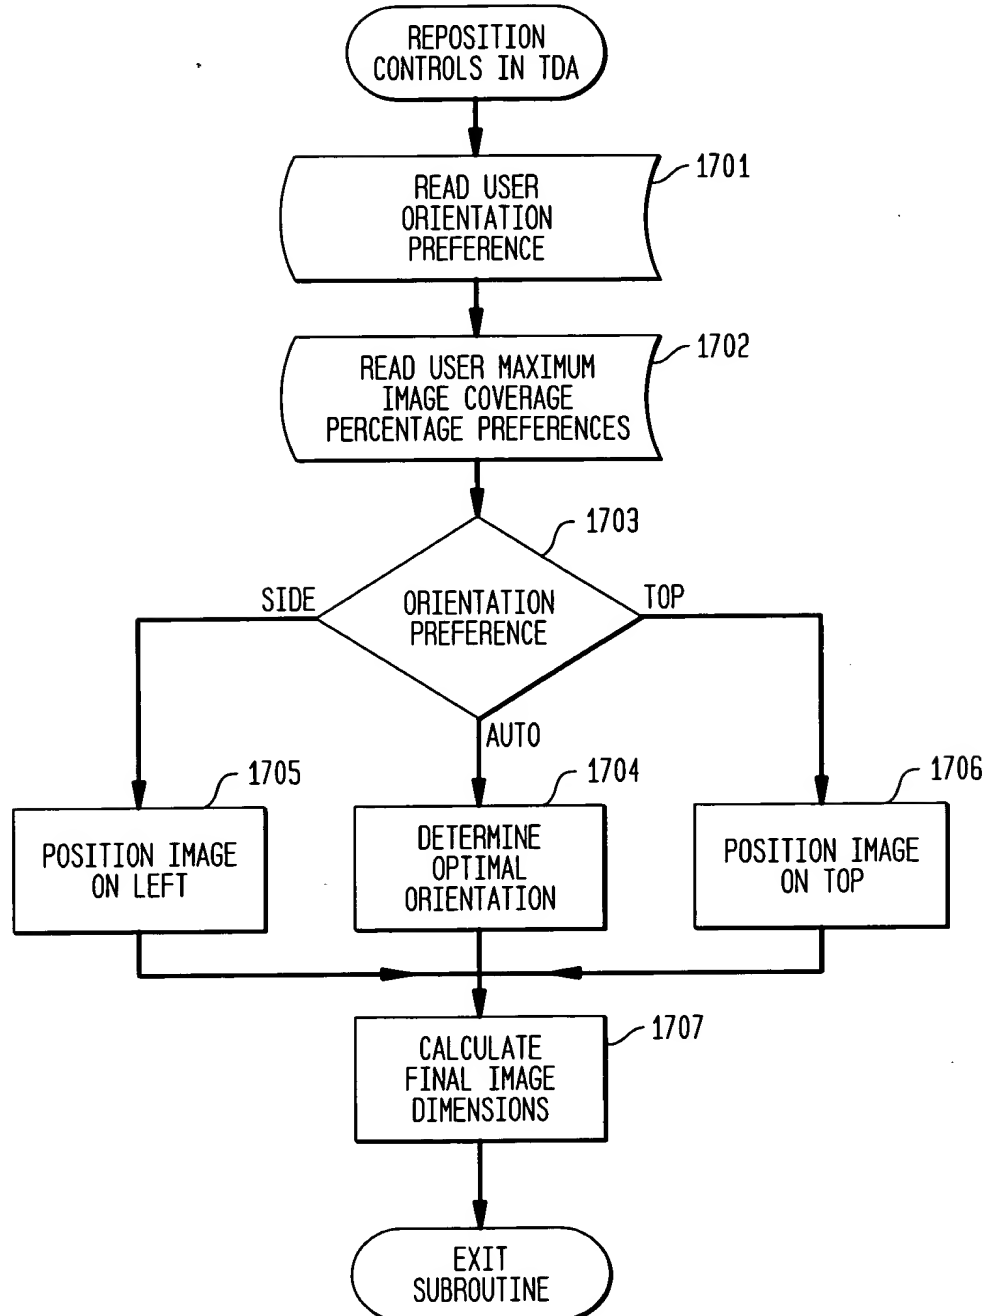 REPOSITION
CONTROLS IN TDA
1701
READ USER
ORIENTATION
PREFERENCE
1702
READ USER MAXIMUM
IMAGE COVERAGE
PERCENTAGE PREFERENCES
1703
SIDE
ORIENTATION
PREFERENCE
TOP
AUTO
1705
1704
1706
POSITION IMAGE
ON LEFT
DETERMINE
OPTIMAL
ORIENTATION
POSITION IMAGE
ON TOP
1707
CALCULATE
FINAL IMAGE
DIMENSIONS
EXIT
SUBROUTINE